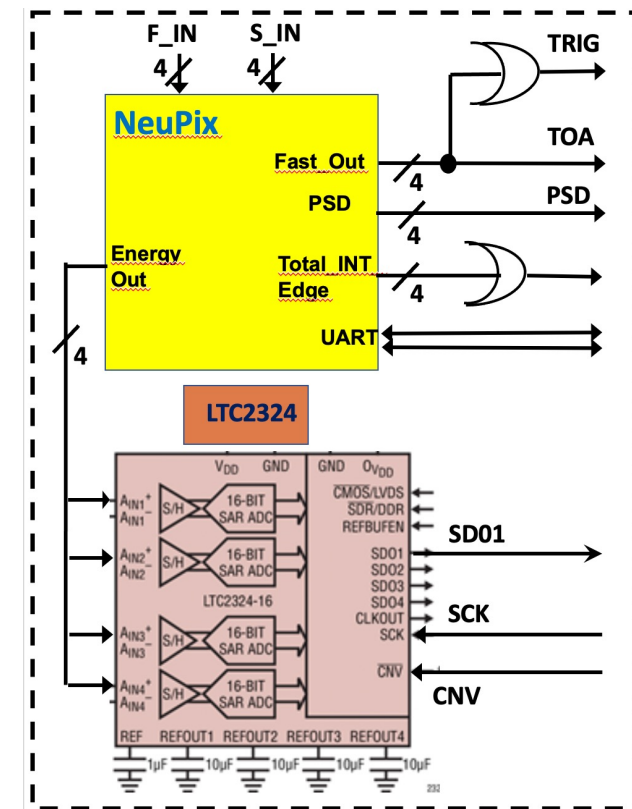 F_IN S_IN
4 4
TRIG
NeuPix
TOA
Fast_Out
4
PSD
PSD
4
Energy
Out
Total_INT
Edge
4
UART
4
LTC2324
VDD GND GND OVDD
CMOS/LVDS
SDR/DDR
REFBUFEN
AIN1+
AIN1–
S/H
16-BIT
SAR ADC
SDO1
SD01
AIN2+
AIN2–
S/H
16-BIT
SAR ADC
SDO2
SDO3
SDO4
LTC2324-16
CLKOUT
SCK
SCK
AIN3+
AIN3–
S/H
16-BIT
SAR ADC
CNV
CNV
AIN4+
AIN4–
S/H
16-BIT
SAR ADC
REF REFOUT1 REFOUT2 REFOUT3 REFOUT4
1µF 10µF 10µF 10µF 10µF